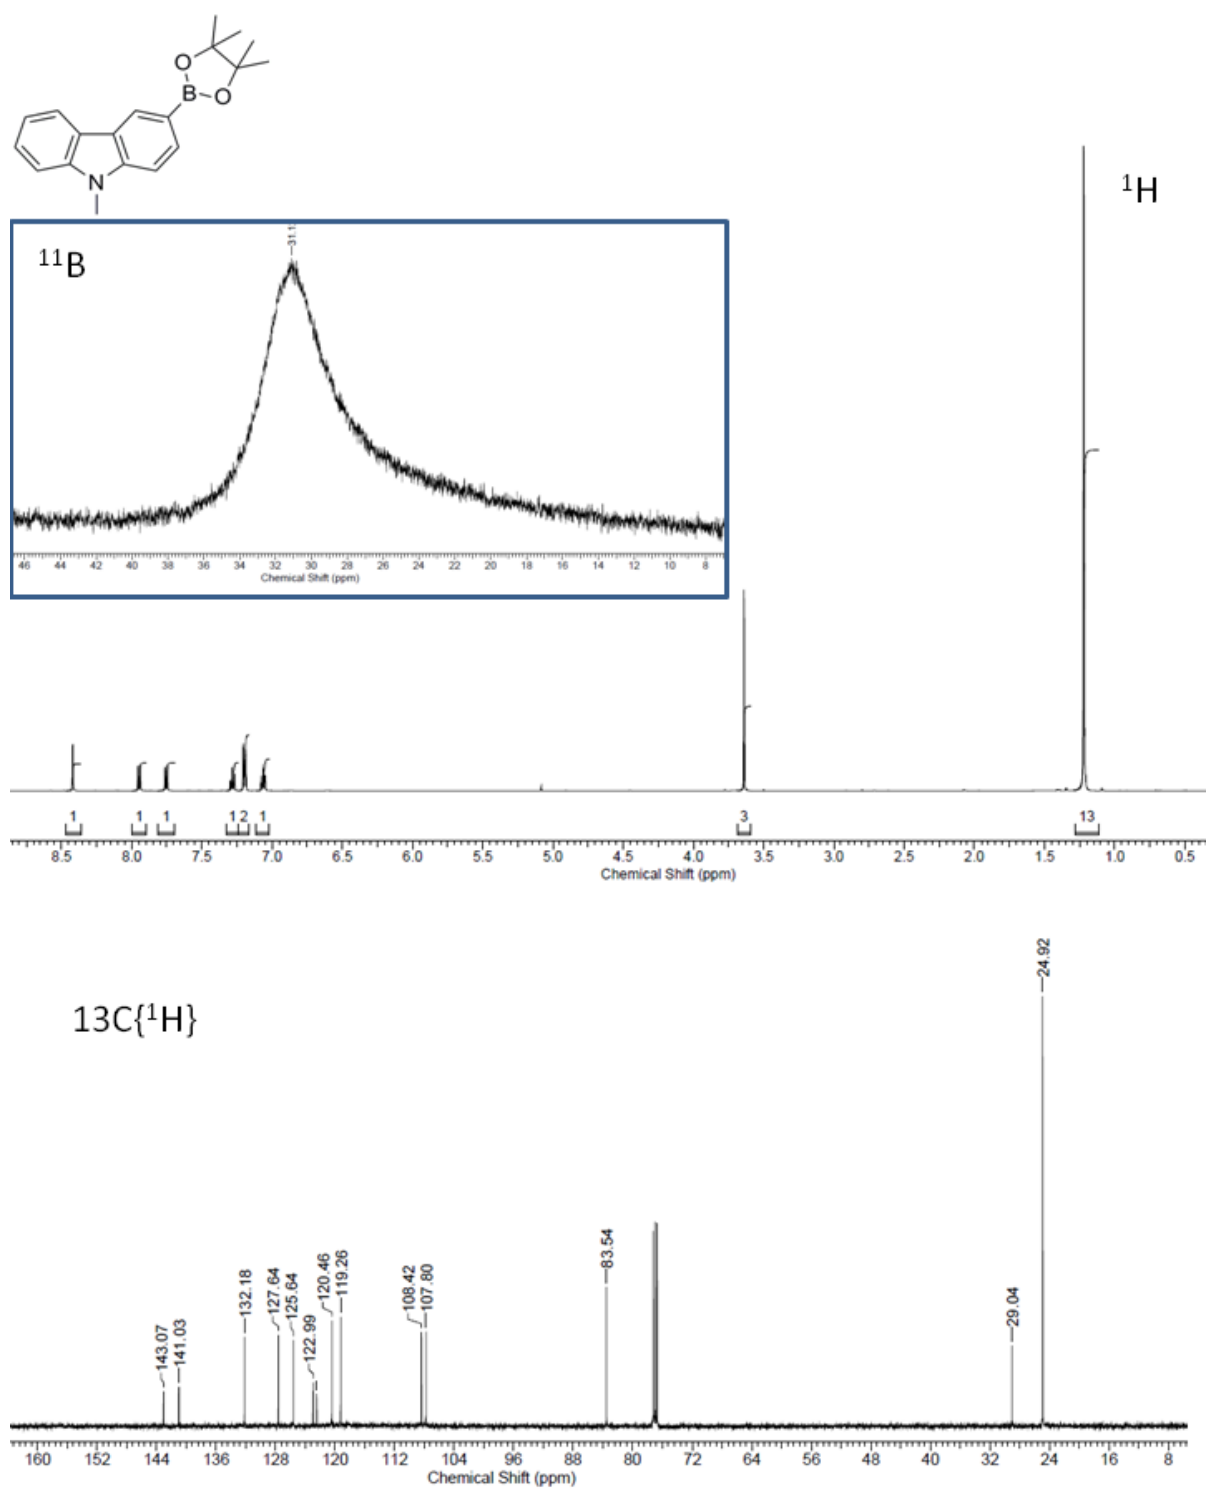 O
B
O
N
¹H
¹¹B
31.1
46 44 42 40 38 36 34 32 30 28 26 24 22 20 18 16 14 12 10 8
Chemical Shift (ppm)
1 1 1 1 2 1 3 13
8.5 8.0 7.5 7.0 6.5 6.0 5.5 5.0 4.5 4.0 3.5 3.0 2.5 2.0 1.5 1.0 0.5
Chemical Shift (ppm)
13C{¹H}
143.07
141.03
132.18
127.64
125.64
122.99
120.46
119.26
108.42
107.80
83.54
29.04
24.92
160 152 144 136 128 120 112 104 96 88 80 72 64 56 48 40 32 24 16 8
Chemical Shift (ppm)